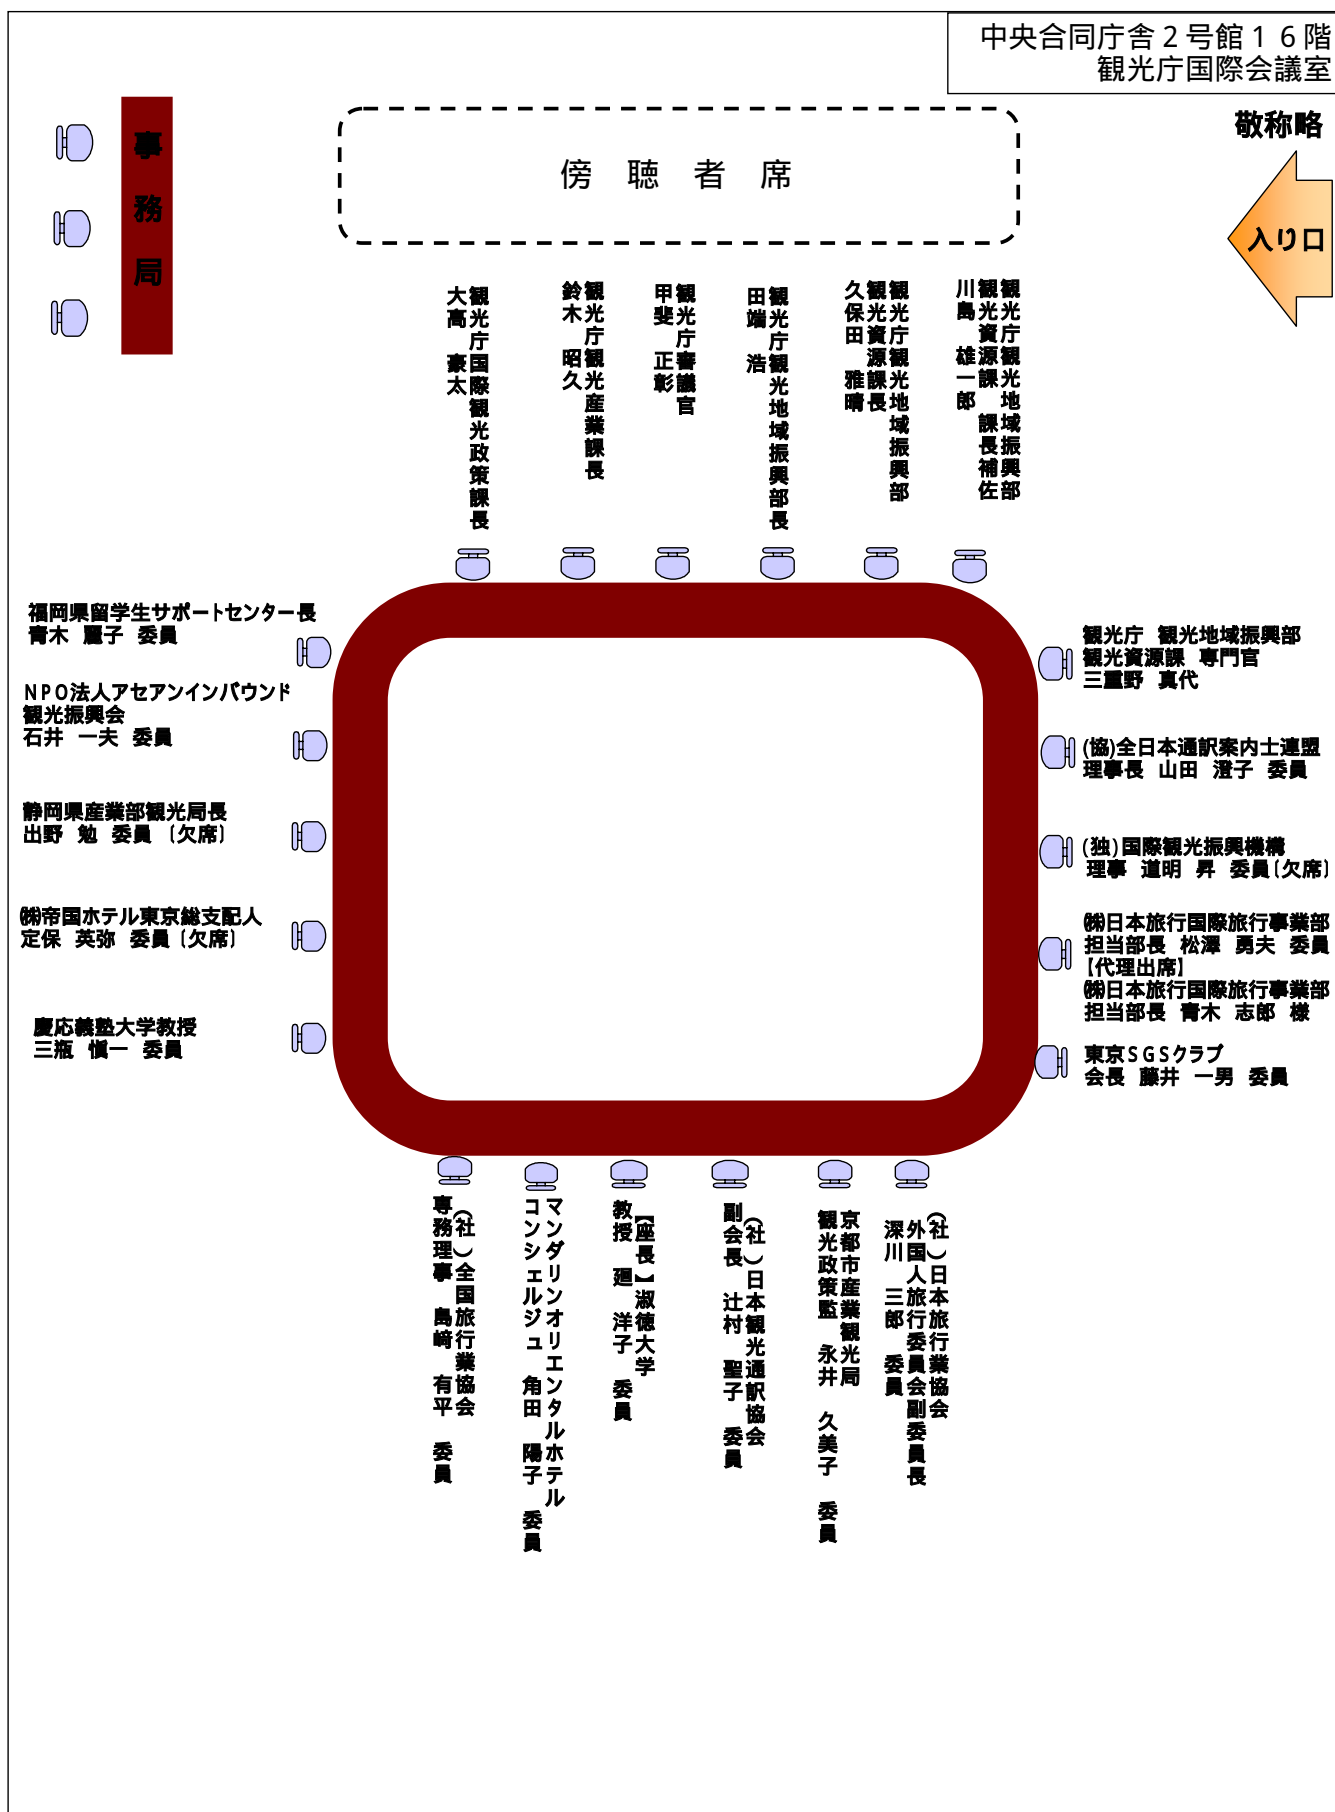 中央合同庁舎２号館１６階
観光庁国際会議室
敬称略
入り口
事務局
傍聴者席
観光庁国際観光政策課長
大高　豪太
観光庁観光産業課長
鈴木　昭久
観光庁審議官
甲斐　正彰
観光庁観光地域振興部長
田端　浩
観光庁観光地域振興部
観光資源課長
久保田　雅晴
観光庁観光地域振興部
観光資源課　課長補佐
川島　雄一郎
福岡県留学生サポートセンター長
青木　麗子　委員
NPO法人アセアンインバウンド
観光振興会
石井　一夫　委員
静岡県産業部観光局長
出野　勉　委員　〔欠席〕
㈱帝国ホテル東京総支配人
定保　英弥　委員〔欠席〕
慶応義塾大学教授
三瓶　愼一　委員
観光庁　観光地域振興部
観光資源課　専門官
三重野　真代
(協)全日本通訳案内士連盟
理事長　山田　澄子　委員
(独)国際観光振興機構
理事　道明　昇　委員〔欠席〕
㈱日本旅行国際旅行事業部
担当部長　松澤　勇夫　委員
【代理出席】
㈱日本旅行国際旅行事業部
担当部長　青木　志郎　様
東京SGSクラブ
会長　藤井　一男　委員
（社）全国旅行業協会
専務理事　島﨑　有平　委員
マンダリンオリエンタルホテル
コンシェルジュ　角田　陽子　委員
【座長】淑徳大学
教授　廻　洋子　委員
（社）日本観光通訳協会
副会長　辻村　聖子　委員
京都市産業観光局
観光政策監　永井　久美子　委員
（社）日本旅行業協会
外国人旅行委員会副委員長
深川　三郎　委員